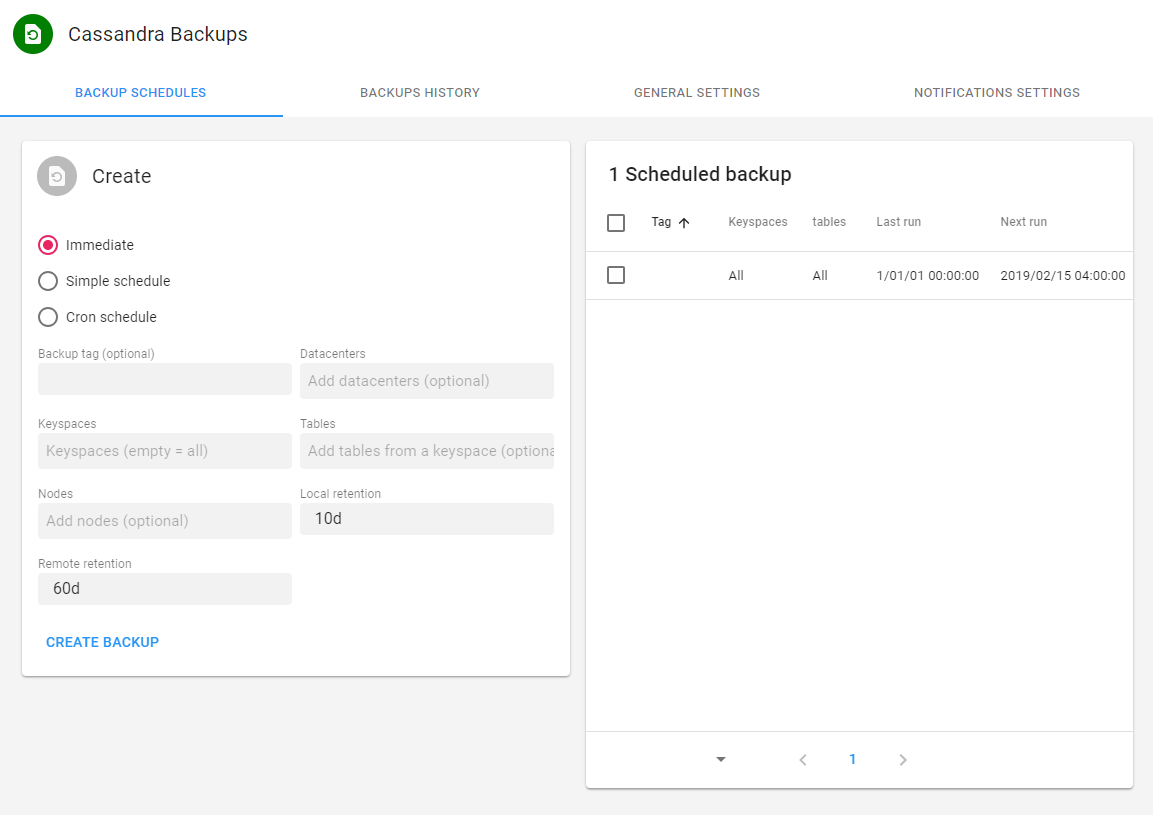 Cassandra Backups
BACKUP SCHEDULES BACKUPS HISTORY GENERAL SETTINGS NOTIFICATIONS SETTINGS
Create
Immediate
Simple schedule
Cron schedule
Backup tag (optional) Datacenters
Add datacenters (optional)
Keyspaces Tables
Keyspaces (empty = all) Add tables from a keyspace (optiona
Nodes Local retention
Add nodes (optional) 10d
Remote retention
60d
CREATE BACKUP
1 Scheduled backup
Tag Keyspaces tables Last run Next run
All All 1/01/01 00:00:00 2019/02/15 04:00:00
1